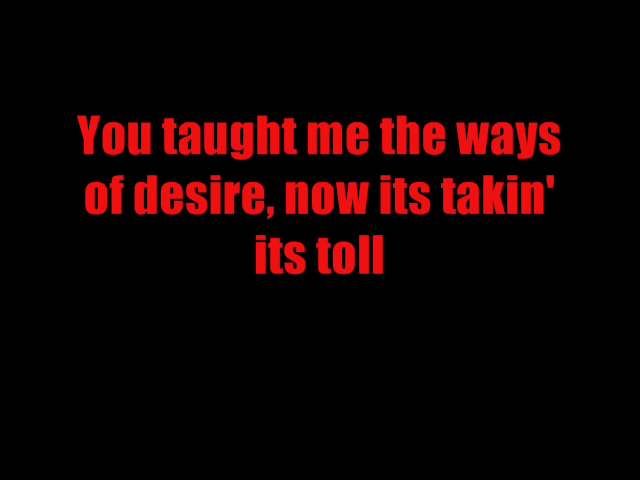 You taught me the ways
of desire, now its takin'
its toll